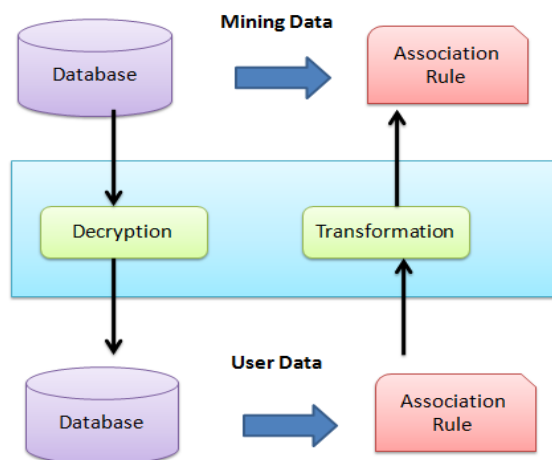 Mining Data
Database
Association
Rule
Decryption
Transformation
User Data
Database
Association
Rule